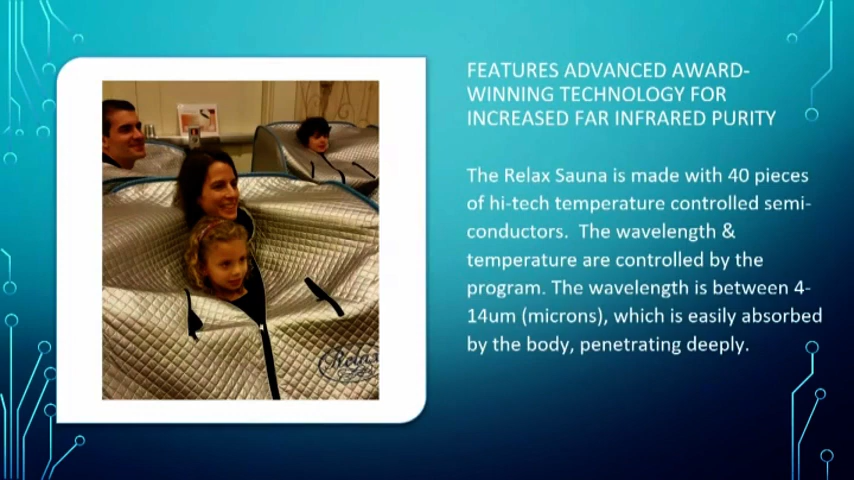 FEATURES ADVANCED AWARD-
WINNING TECHNOLOGY FOR
INCREASED FAR INFRARED PURITY
The Relax Sauna is made with 40 pieces
of hi-tech temperature controlled semi-
conductors.  The wavelength &
temperature are controlled by the
program. The wavelength is between 4-
14um (microns), which is easily absorbed
by the body, penetrating deeply.
Relax